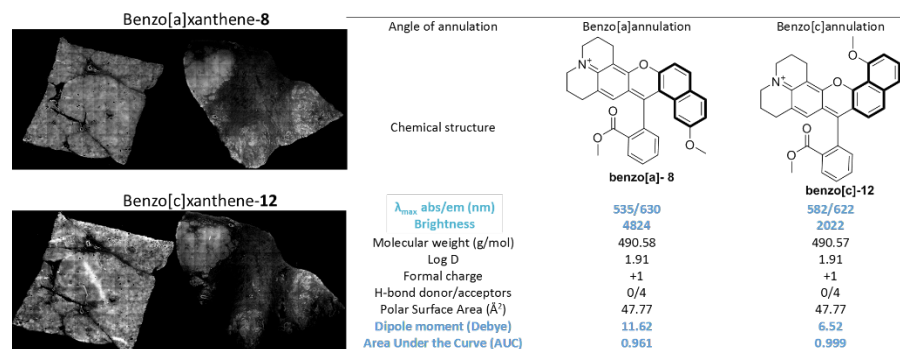 Benzo[a]xanthene-8
Benzo[c]xanthene-12
Angle of annulation Benzo[a]annulation Benzo[c]annulation
Chemical structure
N+ O O O O
benzo[a]- 8
O N+ O O O
benzo[c]-12
λmax abs/em (nm) 535/630 582/622
Brightness 4824 2022
Molecular weight (g/mol) 490.58 490.57
Log D 1.91 1.91
Formal charge +1 +1
H-bond donor/acceptors 0/4 0/4
Polar Surface Area (Å²) 47.77 47.77
Dipole moment (Debye) 11.62 6.52
Area Under the Curve (AUC) 0.961 0.999